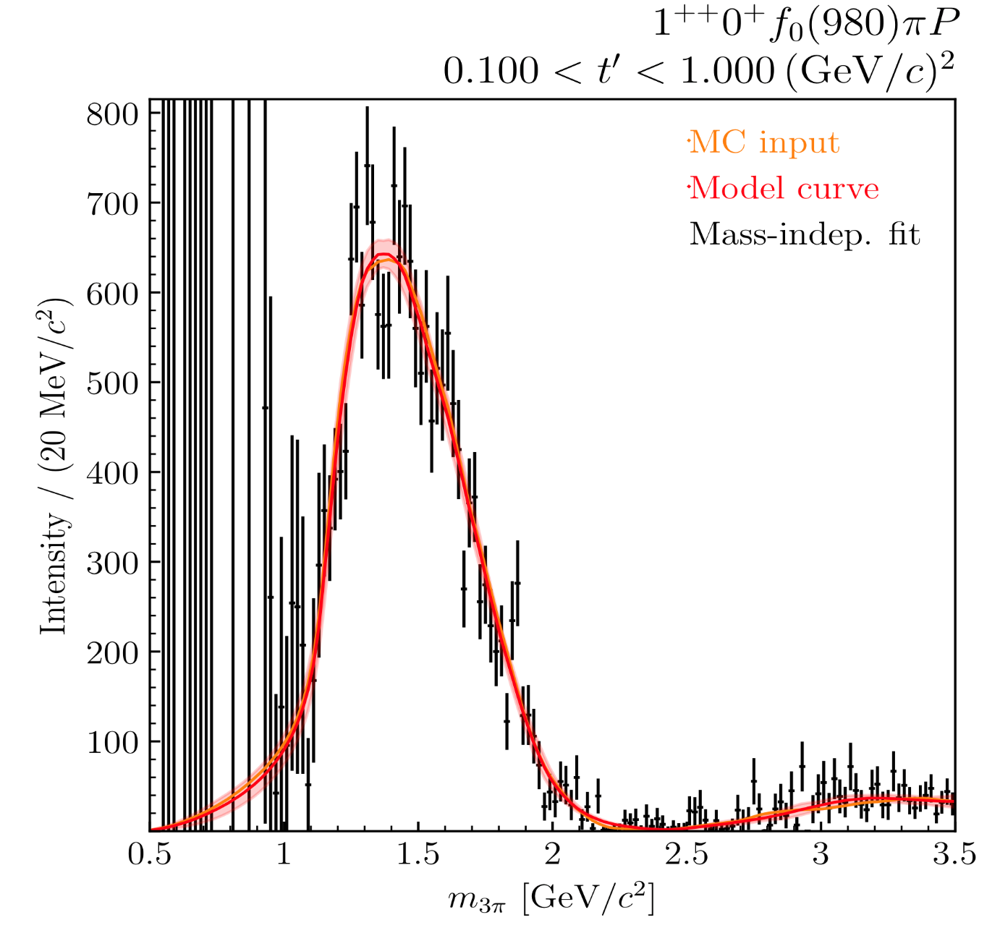 1⁺⁺0⁺f₀(980)πP
0.100 < t′ < 1.000 (GeV/c)²
MC input
Model curve
Mass-indep. fit
Intensity / (20 MeV/c²)
800
700
600
500
400
300
200
100
0.5 1 1.5 2 2.5 3 3.5
m₃π [GeV/c²]